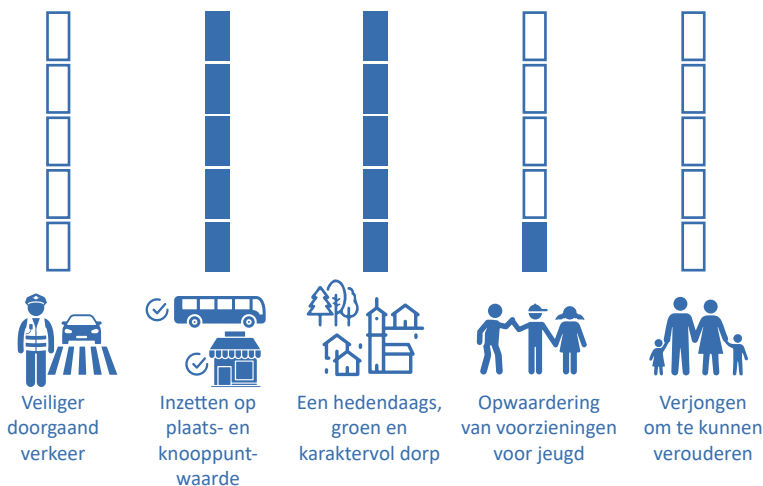 Veiliger
doorgaand
verkeer
Inzetten op
plaats- en
knooppunt-
waarde
Een hedendaags,
groen en
karaktervol dorp
Opwaardering
van voorzieningen
voor jeugd
Verjongen
om te kunnen
verouderen